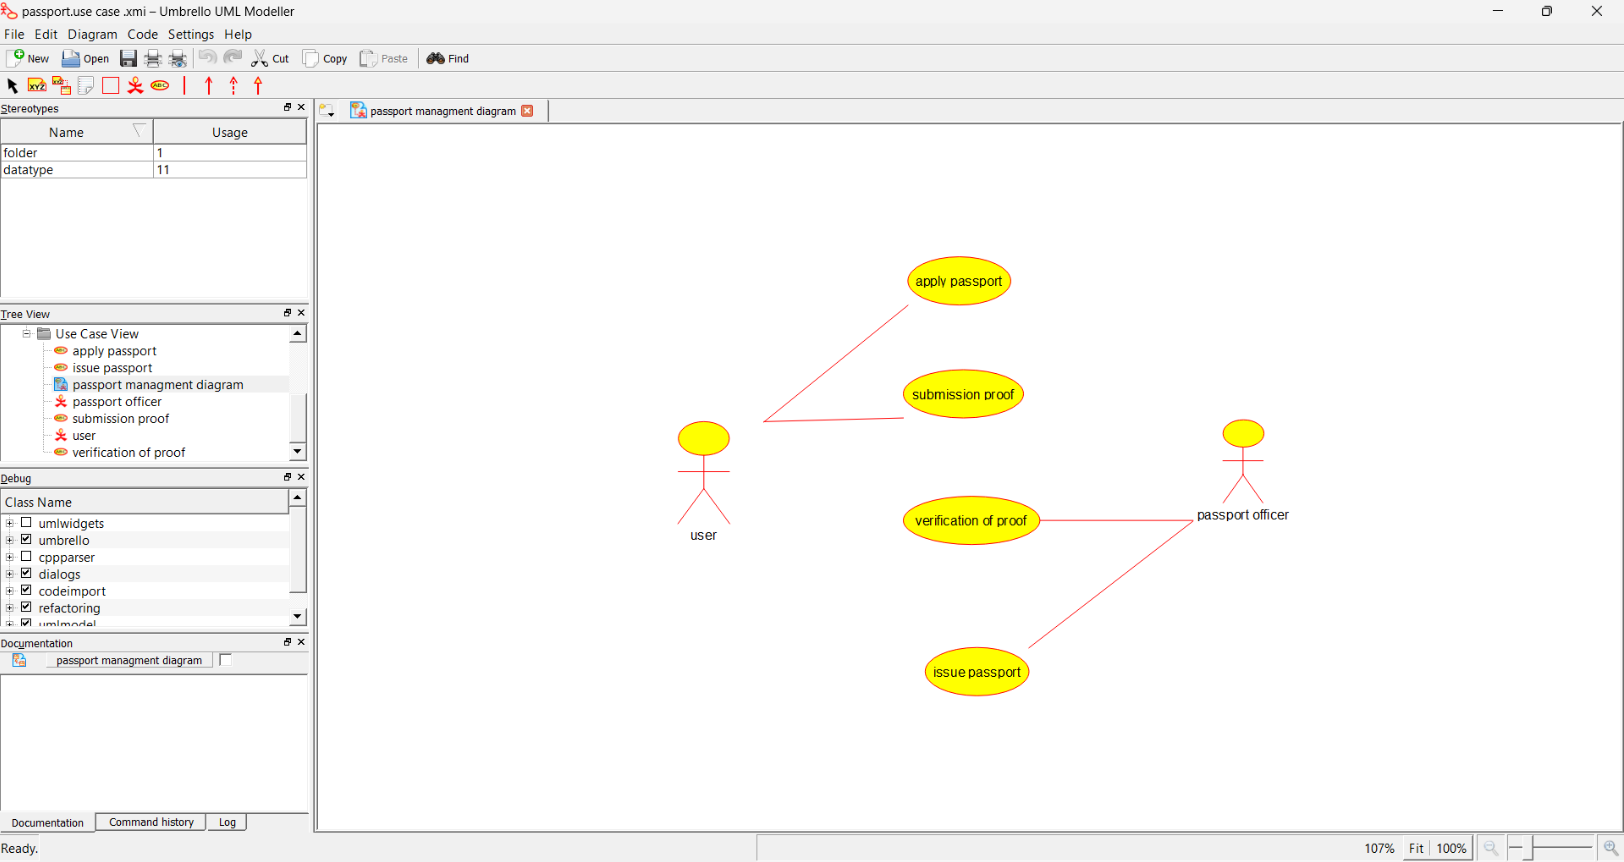 passport.use case .xmi – Umbrello UML Modeller
File Edit Diagram Code Settings Help
New Open Cut Copy Paste Find
XYZ ABC
Stereotypes
Name Usage
folder 1
datatype 11
Tree View
Use Case View
apply passport
issue passport
passport managment diagram
passport officer
submission proof
user
verification of proof
Debug
Class Name
umlwidgets
umbrello
cppparser
dialogs
codeimport
refactoring
umlmodel
Documentation
passport managment diagram
Documentation Command history Log
Ready.
passport managment diagram
apply passport
submission proof
user
verification of proof
passport officer
issue passport
107% Fit 100%